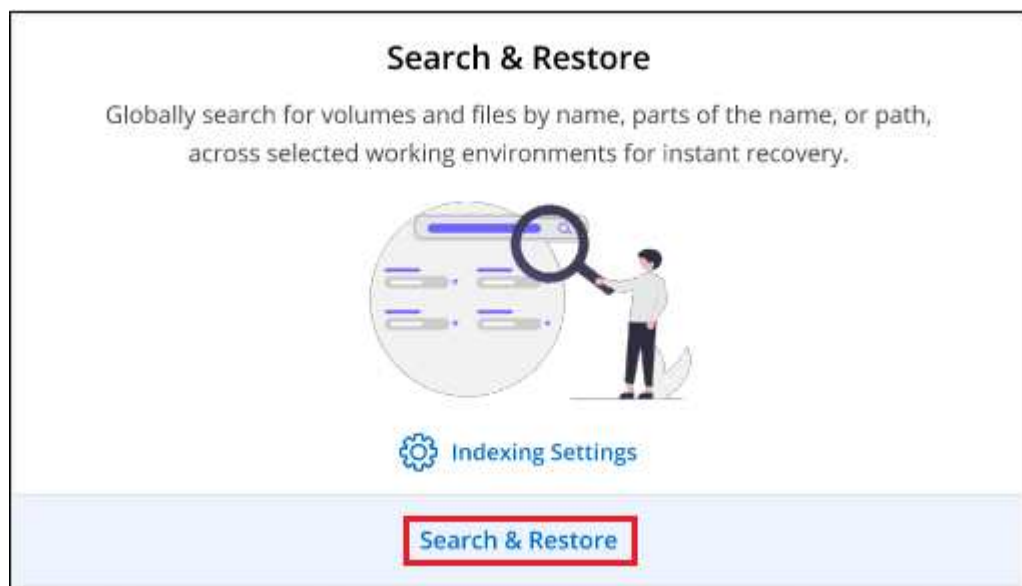 Search & Restore
Globally search for volumes and files by name, parts of the name, or path,
across selected working environments for instant recovery.
Indexing Settings
Search & Restore